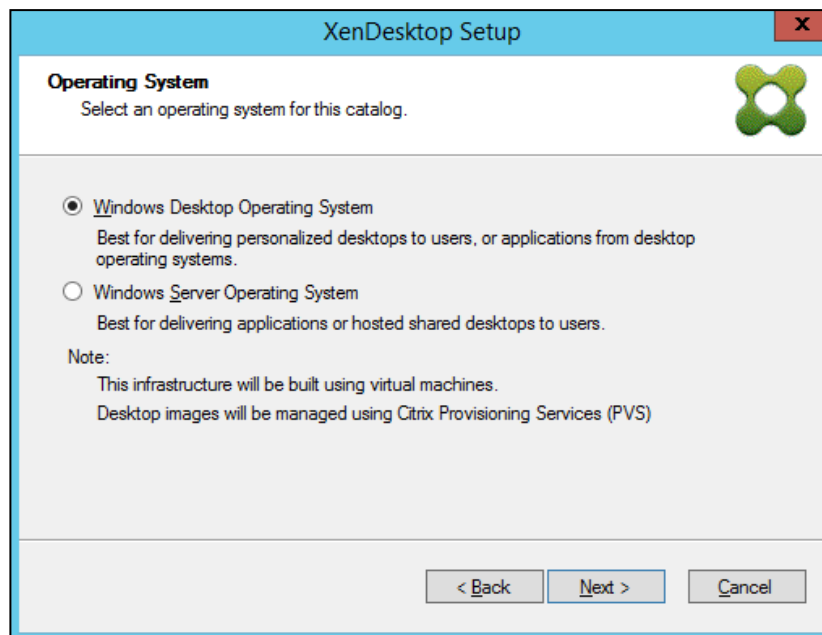 XenDesktop Setup
x
Operating System
Select an operating system for this catalog.
Windows Desktop Operating System
Best for delivering personalized desktops to users, or applications from desktop
operating systems.
Windows Server Operating System
Best for delivering applications or hosted shared desktops to users.
Note:
This infrastructure will be built using virtual machines.
Desktop images will be managed using Citrix Provisioning Services (PVS)
< Back
Next >
Cancel